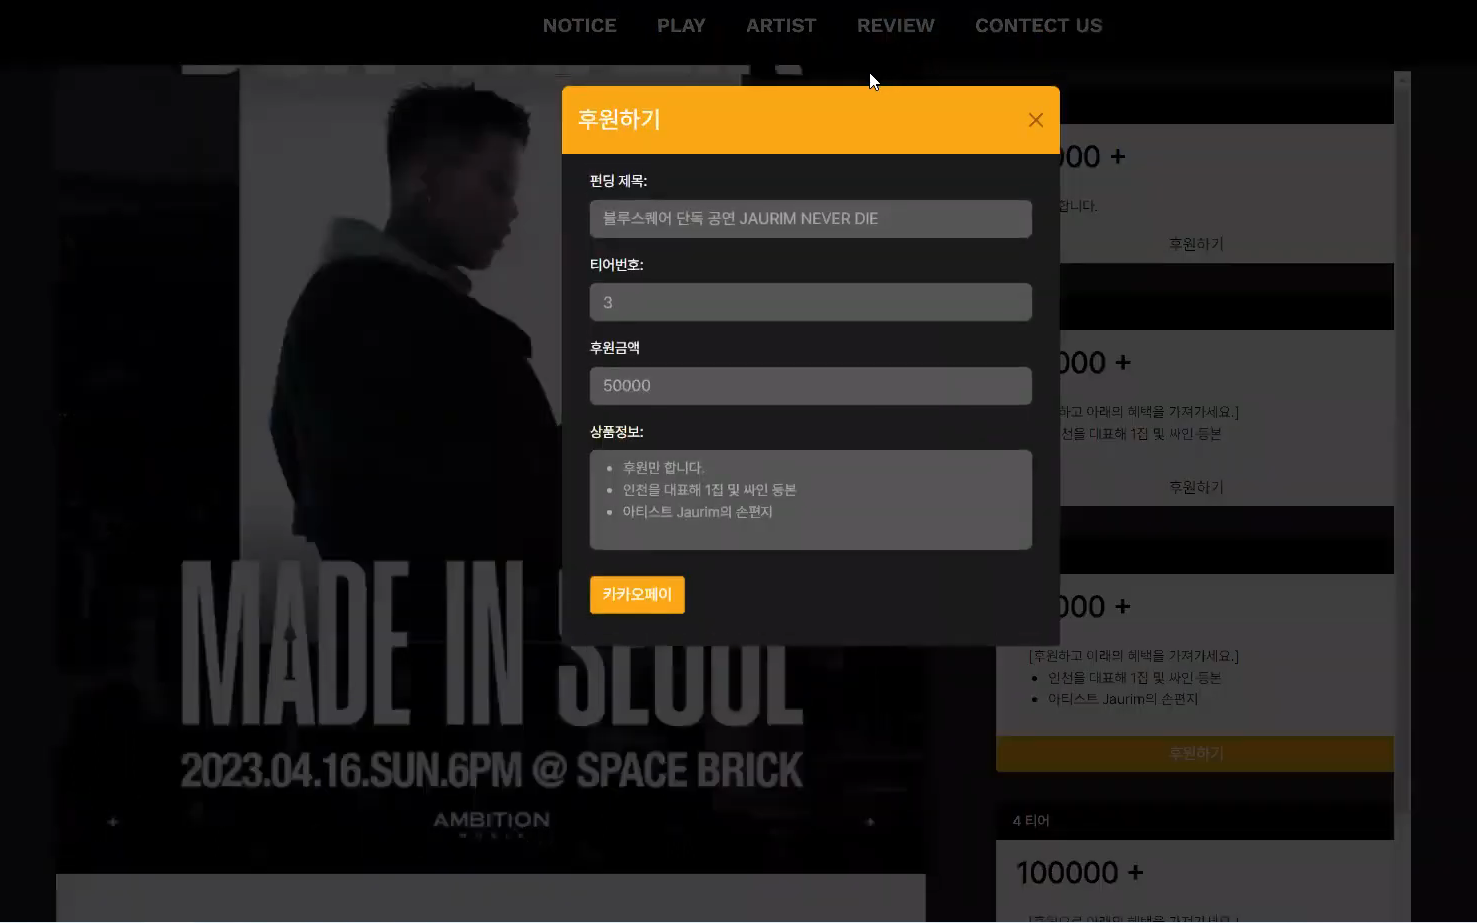 NOTICE PLAY ARTIST REVIEW CONTECT US
후원하기
펀딩 제목:
블루스퀘어 단독 공연 JAURIM NEVER DIE
티어번호:
3
후원금액
50000
상품정보:
후원만 합니다.
인천을 대표해 1집 및 싸인 등본
아티스트 Jaurim의 손편지
카카오페이
MADE IN SEOUL
2023.04.16.SUN.6PM @ SPACE BRICK
AMBITION
000 +
합니다.
후원하기
000 +
하고 아래의 혜택을 가져가세요.]
천을 대표해 1집 및 싸인 등본
후원하기
000 +
[후원하고 아래의 혜택을 가져가세요.]
인천을 대표해 1집 및 싸인 등본
아티스트 Jaurim의 손편지
후원하기
4 티어
100000 +